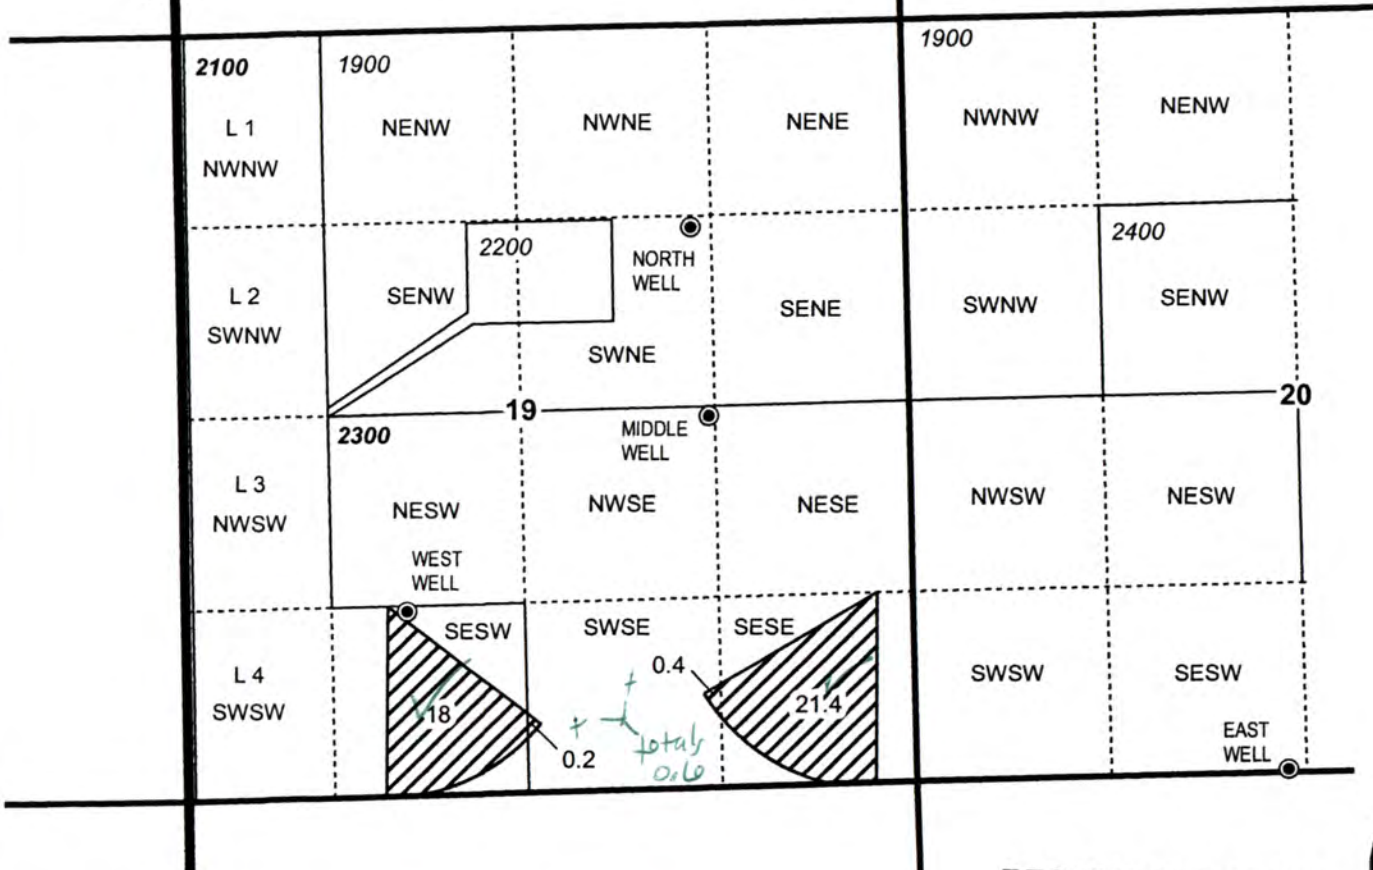 2100
1900
1900
L 1
NWNW
NENW
NWNE
NENE
NWNW
NENW
2200
2400
NORTH
WELL
L 2
SWNW
SENW
SENE
SWNW
SENW
SWNE
19
20
2300
MIDDLE
WELL
L 3
NWSW
NESW
NWSE
NESE
NWSW
NESW
WEST
WELL
SESW
SWSE
SESE
0.4
L 4
SWSW
18
21.4
SWSW
SESW
+
+
totals
0.6
0.2
EAST
WELL